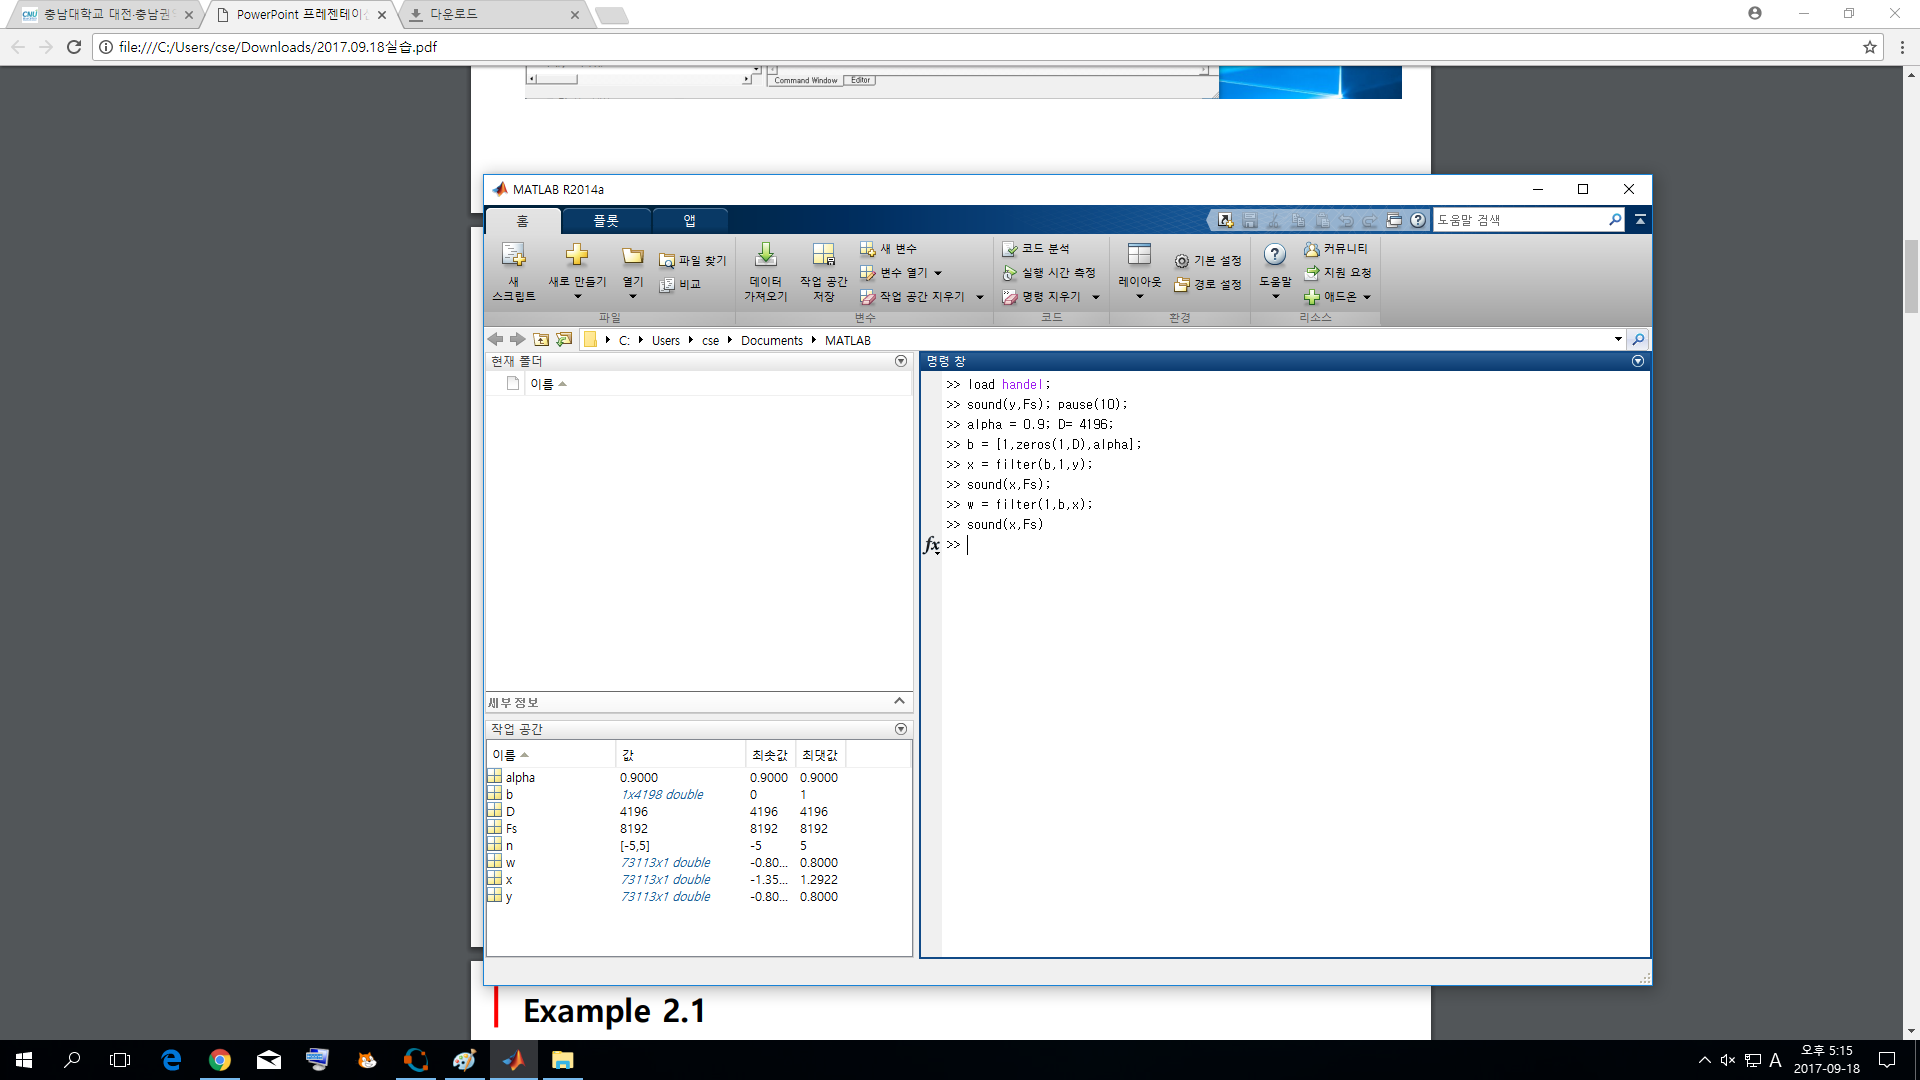 충남대학교 대전·충남권
PowerPoint 프레젠테이션
다운로드
file:///C:/Users/cse/Downloads/2017.09.18실습.pdf
Command Window
Editor
MATLAB R2014a
홈
플롯
앱
도움말 검색
새
스크립트
새로 만들기
열기
파일 찾기
비교
데이터
가져오기
작업 공간
저장
새 변수
변수 열기
작업 공간 지우기
코드 분석
실행 시간 측정
명령 지우기
레이아웃
기본 설정
경로 설정
도움말
커뮤니티
지원 요청
애드온
파일
변수
코드
환경
리소스
C: Users cse Documents MATLAB
현재 폴더
이름
세부 정보
작업 공간
이름 값 최솟값 최댓값
alpha 0.9000 0.9000 0.9000
b 1x4198 double 0 1
D 4196 4196 4196
Fs 8192 8192 8192
n [-5,5] -5 5
w 73113x1 double -0.80... 0.8000
x 73113x1 double -1.35... 1.2922
y 73113x1 double -0.80... 0.8000
명령 창
>> load handel;
>> sound(y,Fs); pause(10);
>> alpha = 0.9; D= 4196;
>> b = [1,zeros(1,D),alpha];
>> x = filter(b,1,y);
>> sound(x,Fs);
>> w = filter(1,b,x);
>> sound(x,Fs)
fx >>
Example 2.1
A
오후 5:15
2017-09-18